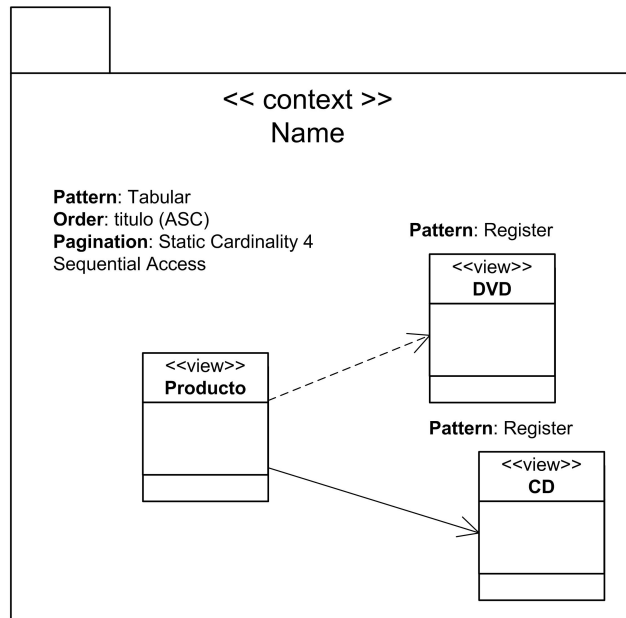 << context >>
Name
Pattern: Tabular
Order: titulo (ASC)
Pagination: Static Cardinality 4
Sequential Access
Pattern: Register
<<view>>
DVD
<<view>>
Producto
Pattern: Register
<<view>>
CD